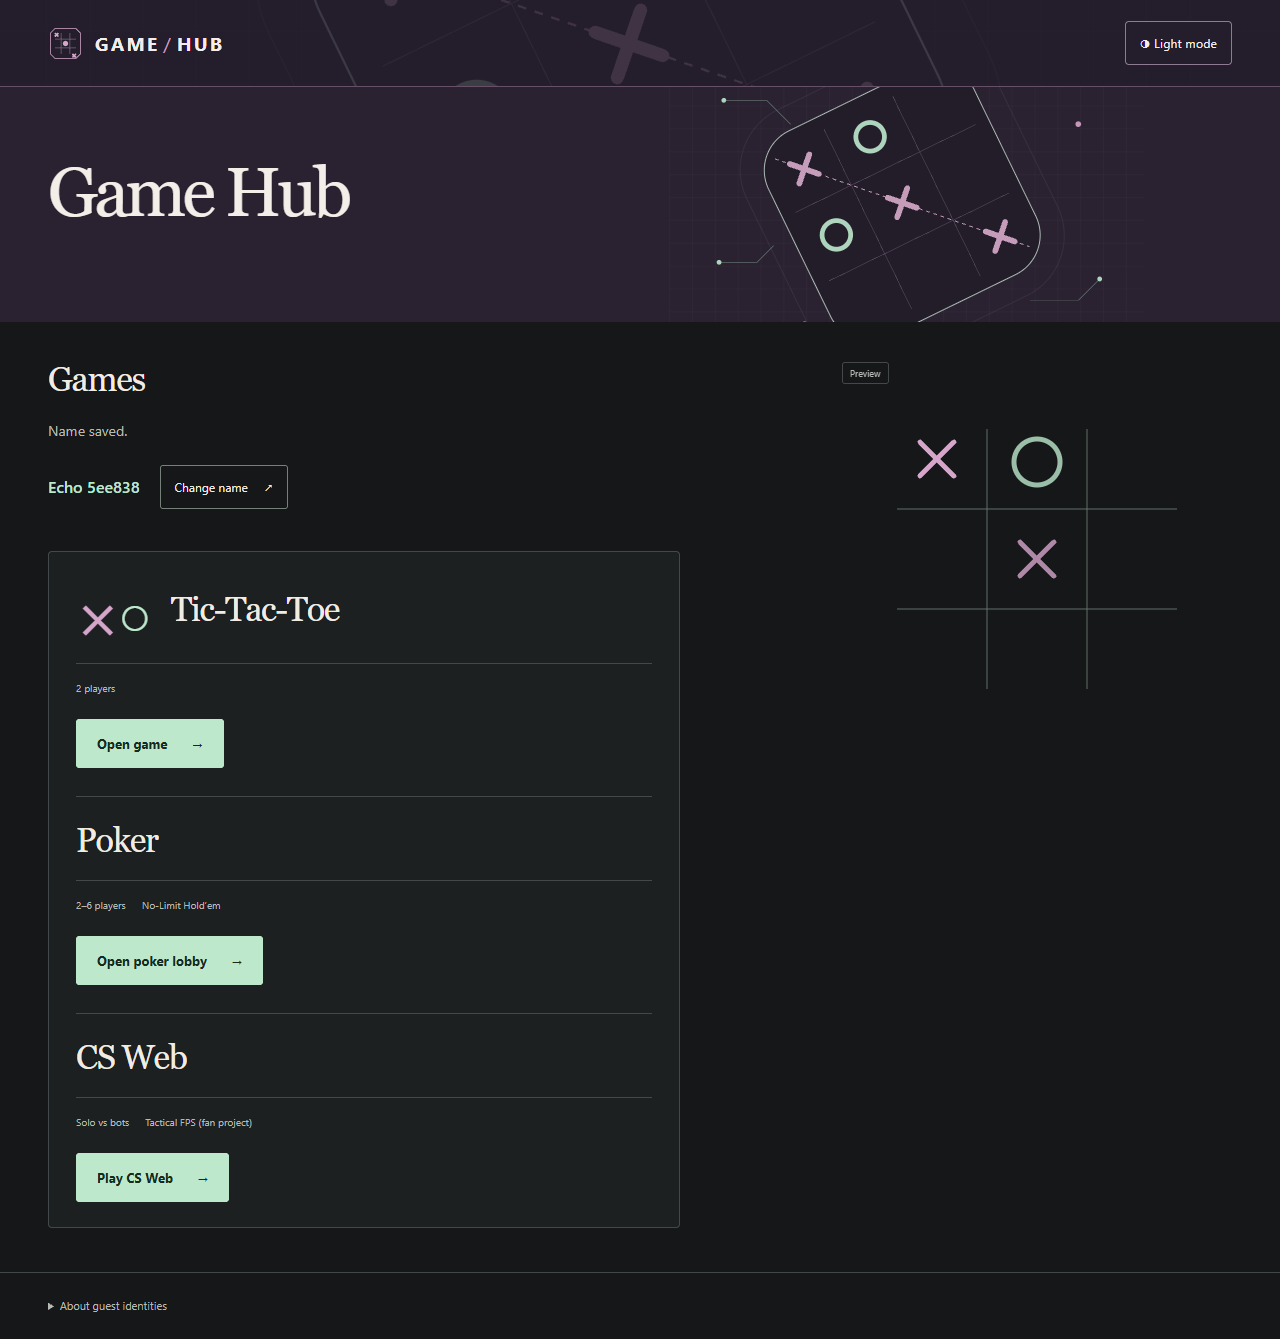 GAME / HUB
◑ Light mode
Game Hub
Games
Preview
Name saved.
Echo 5ee838
Change name ↗
Tic-Tac-Toe
2 players
Open game →
Poker
2–6 players No-Limit Hold'em
Open poker lobby →
CS Web
Solo vs bots Tactical FPS (fan project)
Play CS Web →
▶ About guest identities